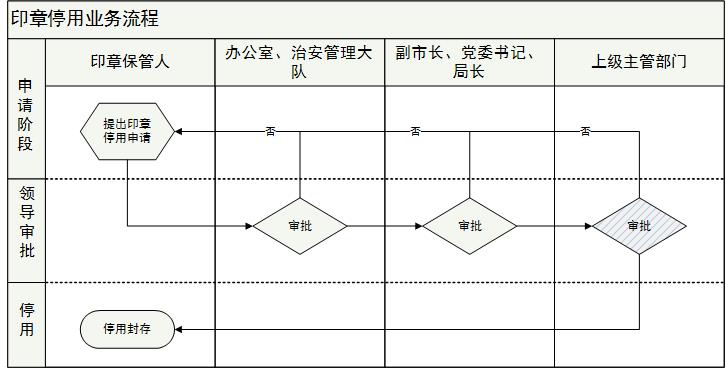 印章停用业务流程
印章保管人
办公室、治安管理大
队
副市长、党委书记、
局长
上级主管部门
申
请
阶
段
提出印章
停用申请
否
否
否
领
导
审
批
审批
审批
审批
停
用
停用封存